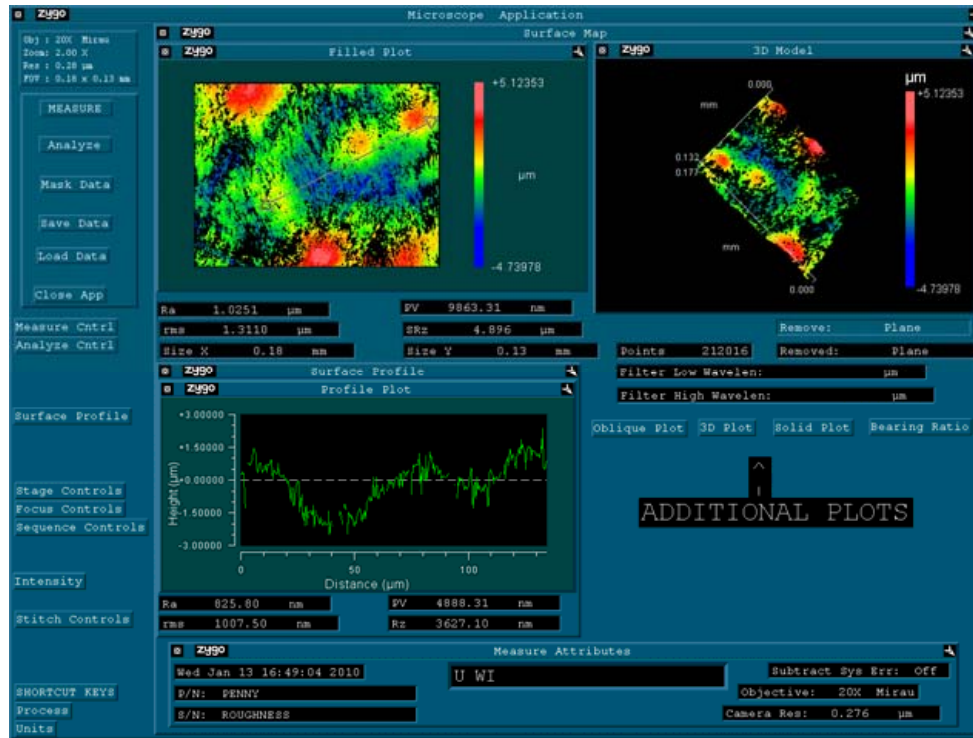 zygo Microscope Application
Obj : 20X Mirau
Zoom: 2.00 X
Res : 0.28 µm
FOV : 0.18 x 0.13 mm
MEASURE
Analyze
Mask Data
Save Data
Load Data
Close App
Measure Cntrl
Analyze Cntrl
Surface Profile
Stage Controls
Focus Controls
Sequence Controls
Intensity
Stitch Controls
SHORTCUT KEYS
Process
Units
zygo Surface Map
zygo Filled Plot
+5.12353
µm
-4.73978
zygo 3D Model
µm
+5.12353
0.000
mm
0.132
0.177
mm
0.000
-4.73978
Ra 1.0251 µm
PV 9863.31 nm
rms 1.3110 µm
SRz 4.896 µm
Size X 0.18 mm
Size Y 0.13 mm
Remove: Plane
Points 212016
Removed: Plane
Filter Low Wavelen: µm
Filter High Wavelen: µm
Oblique Plot
3D Plot
Solid Plot
Bearing Ratio
ADDITIONAL PLOTS
zygo Surface Profile
zygo Profile Plot
+3.00000
+1.50000
+0.00000
-1.50000
-3.00000
Height (µm)
0 50 100
Distance (µm)
Ra 825.80 nm
PV 4888.31 nm
rms 1007.50 nm
Rz 3627.10 nm
zygo Measure Attributes
Wed Jan 13 16:49:04 2010
P/N: PENNY
S/N: ROUGHNESS
U WI
Subtract Sys Err: Off
Objective: 20X Mirau
Camera Res: 0.276 µm